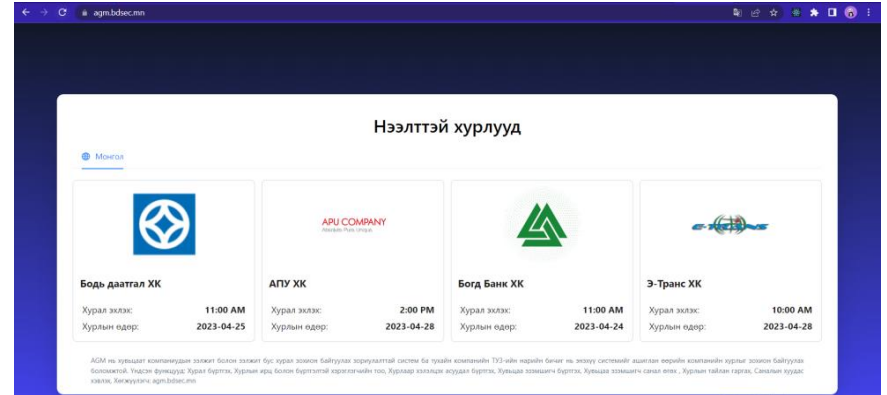 agm.bdsec.mn
Нээлттэй хурлууд
Монгол
APU COMPANY
E-TRANS
Бодь даатгал ХК
АПУ ХК
Богд Банк ХК
Э-Транс ХК
Хурал эхлэх: 11:00 AM
Хурлын өдөр: 2023-04-25
Хурал эхлэх: 2:00 PM
Хурлын өдөр: 2023-04-28
Хурал эхлэх: 11:00 AM
Хурлын өдөр: 2023-04-24
Хурал эхлэх: 10:00 AM
Хурлын өдөр: 2023-04-28
AGM нь хувьцаат компаниудын ээлжит болон ээлжит бус хурал зохион байгуулах зориулалттай систем ба тухайн компанийн ТУЗ-ийн нарийн бичиг нь энэхүү системийг ашиглан өөрийн компанийн хурлыг зохион байгуулах
боломжтой. Үндсэн функцууд: Хурал бүртгэх, Хурлын ирц болон бүртгэлтэй хэрэглэгчийн тоо, Хурлаар хэлэлцэх асуудал бүртгэх, Хувьцаа эзэмшигч бүртгэх, Хувьцаа эзэмшигч санал өгөх , Хурлын тайлан гаргах, Саналын хуудас
хэвлэх, Хөгжүүлэгч: agm.bdsec.mn